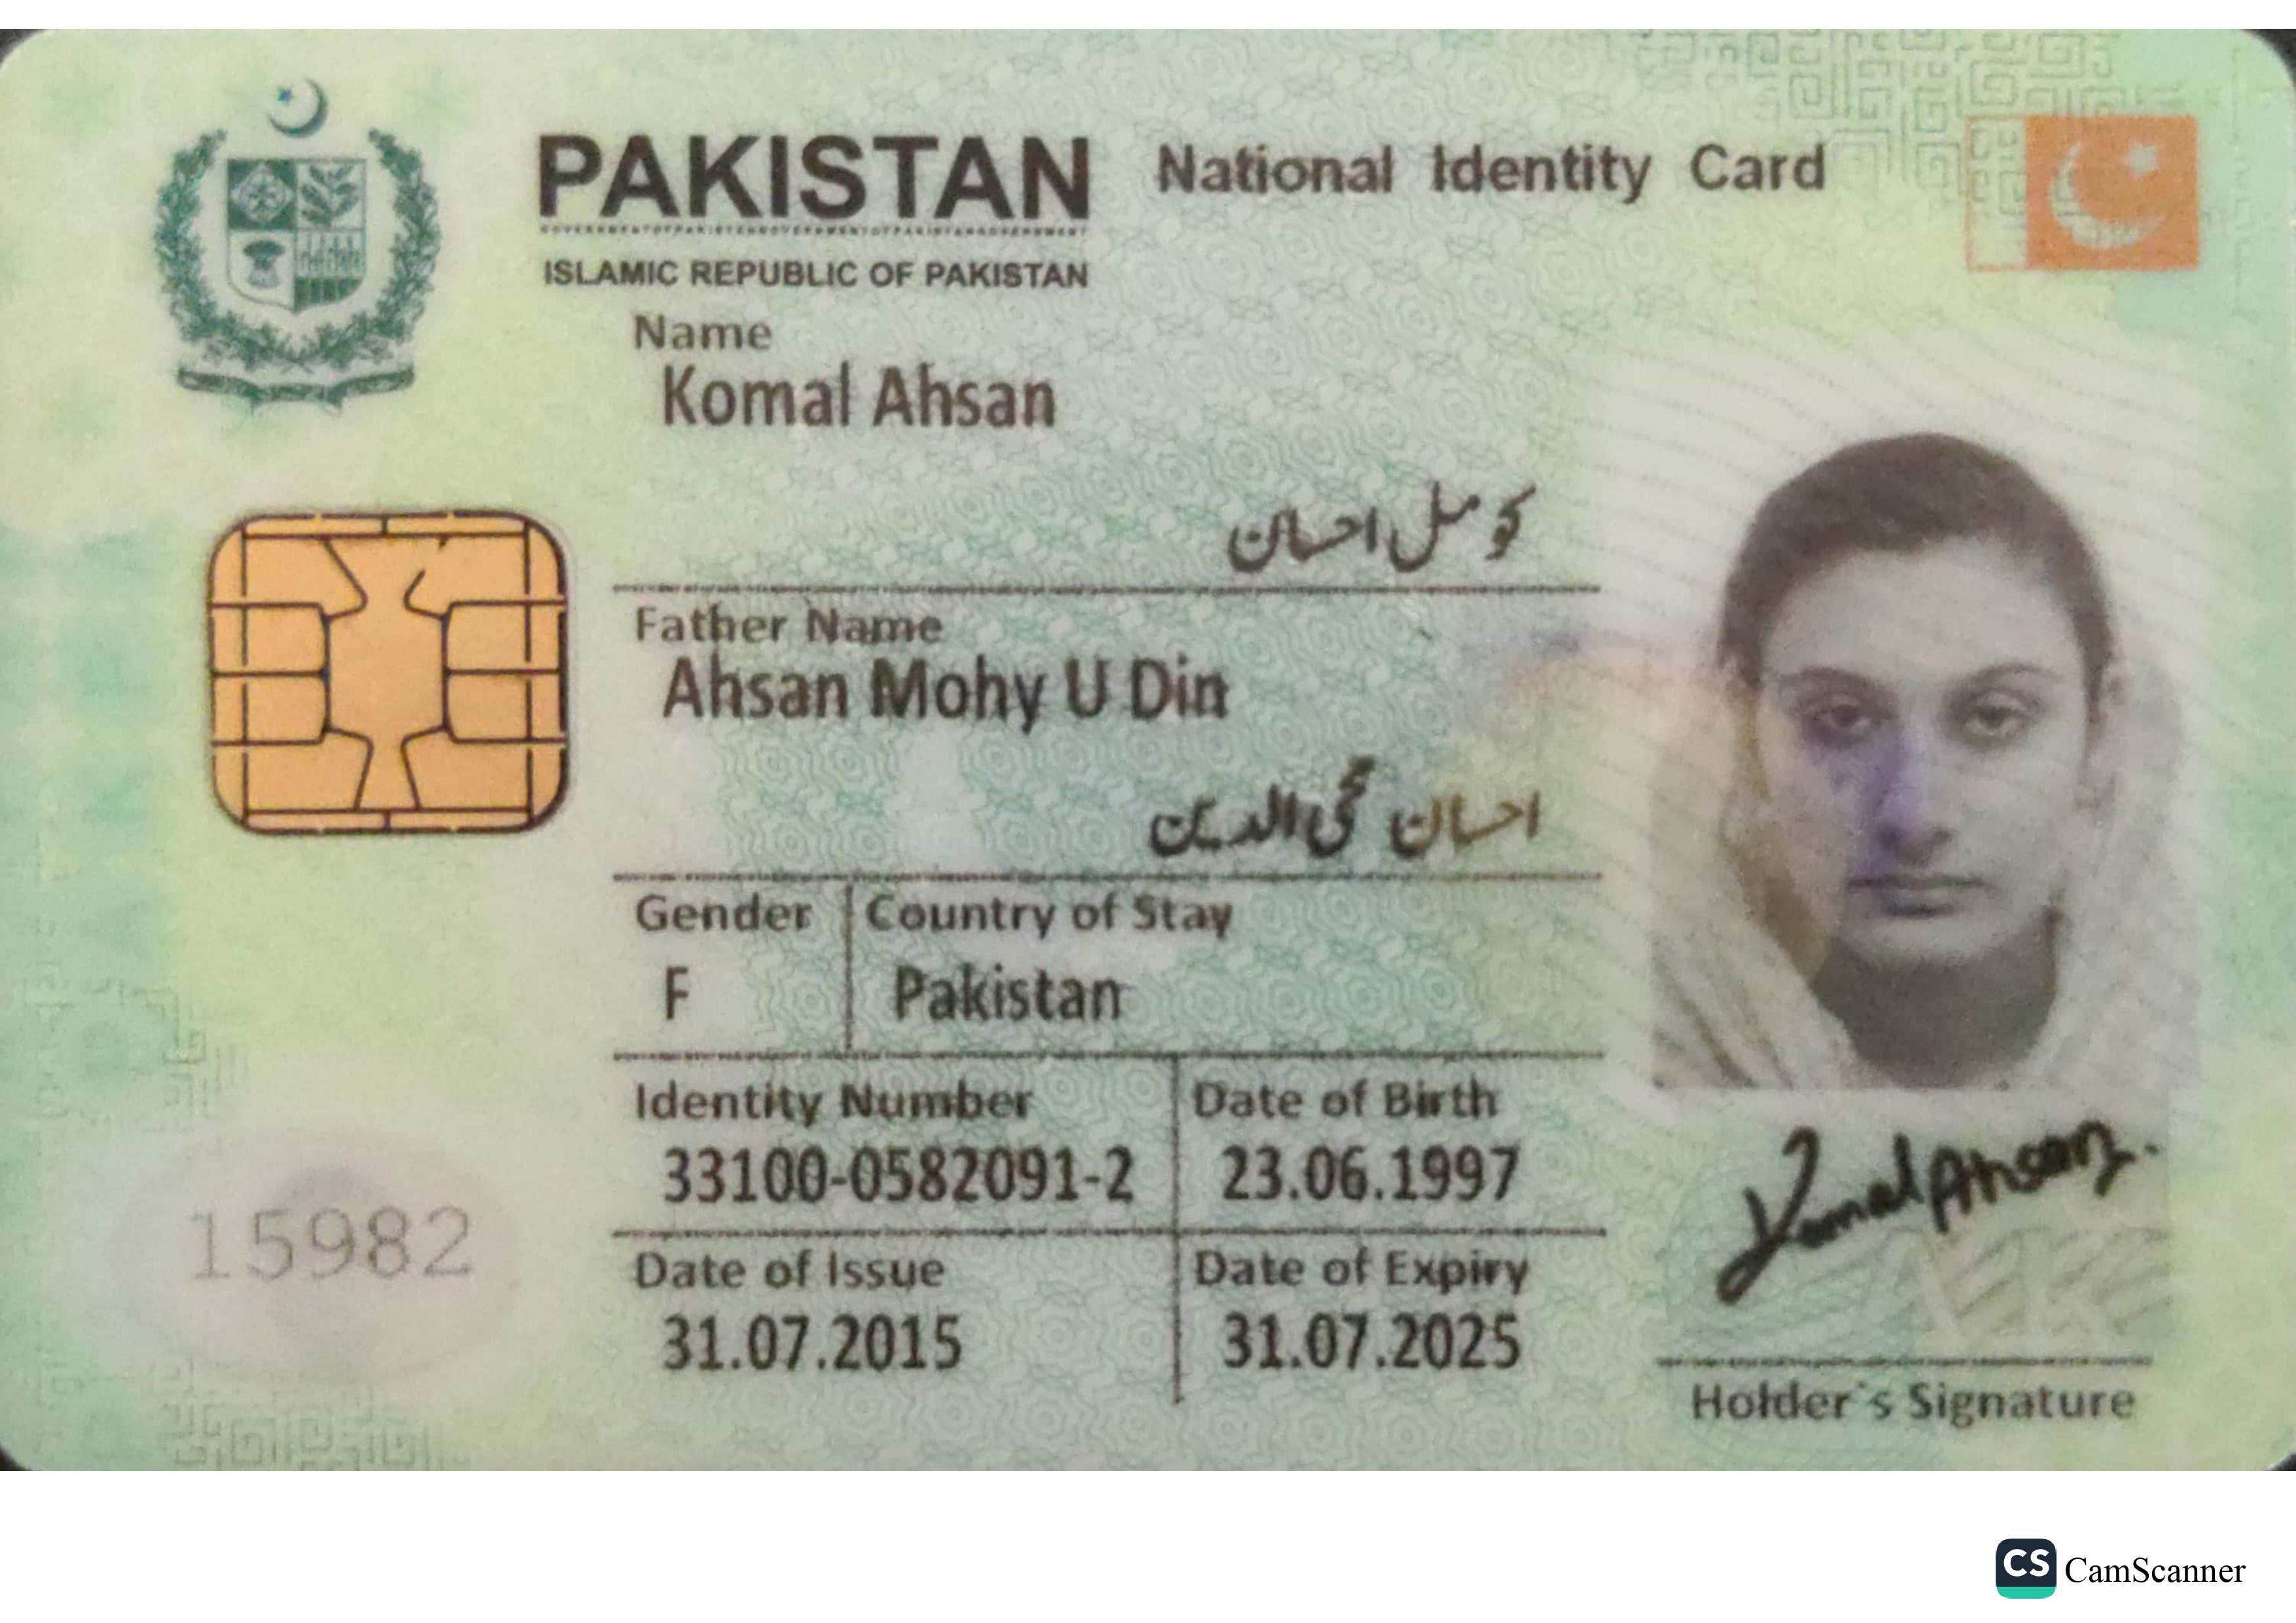 PAKISTAN National Identity Card
ISLAMIC REPUBLIC OF PAKISTAN
Name
Komal Ahsan
کومل احسان
Father Name
Ahsan Mohy U Din
احسان محی الدین
Gender Country of Stay
F Pakistan
Identity Number Date of Birth
33100-0582091-2 23.06.1997
15982
Date of Issue Date of Expiry
31.07.2015 31.07.2025
Komal Ahsan.
Holder's Signature
CS CamScanner